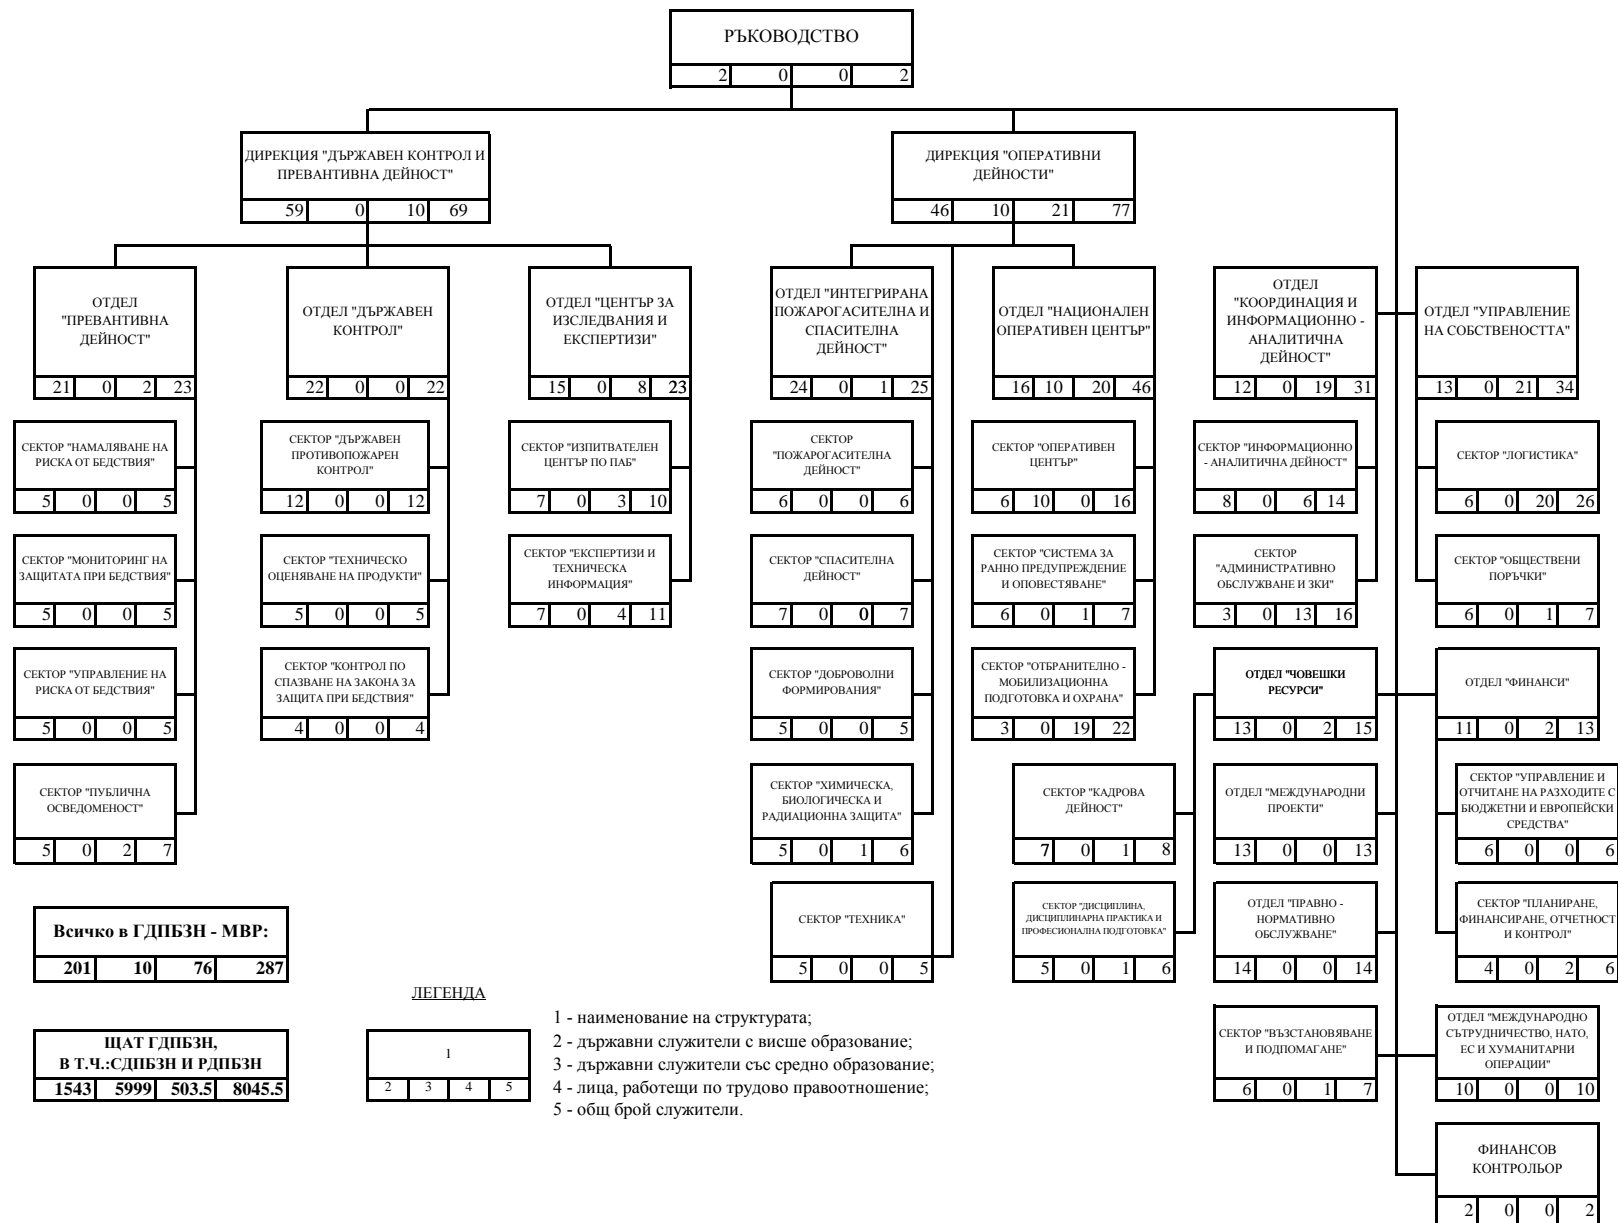 РЪКОВОДСТВО
2 0 0 2
ДИРЕКЦИЯ "ДЪРЖАВЕН КОНТРОЛ И
ПРЕВАНТИВНА ДЕЙНОСТ"
59 0 10 69
ДИРЕКЦИЯ "ОПЕРАТИВНИ
ДЕЙНОСТИ"
46 10 21 77
ОТДЕЛ
"ПРЕВАНТИВНА
ДЕЙНОСТ"
21 0 2 23
ОТДЕЛ "ДЪРЖАВЕН
КОНТРОЛ"
22 0 0 22
ОТДЕЛ "ЦЕНТЪР ЗА
ИЗСЛЕДВАНИЯ И
ЕКСПЕРТИЗИ"
15 0 8 23
ОТДЕЛ "ИНТЕГРИРАНА
ПОЖАРОГАСИТЕЛНА И
СПАСИТЕЛНА
ДЕЙНОСТ"
24 0 1 25
ОТДЕЛ "НАЦИОНАЛЕН
ОПЕРАТИВЕН ЦЕНТЪР"
16 10 20 46
ОТДЕЛ
"КООРДИНАЦИЯ И
ИНФОРМАЦИОННО -
АНАЛИТИЧНА
ДЕЙНОСТ"
12 0 19 31
ОТДЕЛ "УПРАВЛЕНИЕ
НА СОБСТВЕНОСТТА"
13 0 21 34
СЕКТОР "НАМАЛЯВАНЕ НА
РИСКА ОТ БЕДСТВИЯ"
5 0 0 5
СЕКТОР "ДЪРЖАВЕН
ПРОТИВОПОЖАРЕН
КОНТРОЛ"
12 0 0 12
СЕКТОР "ИЗПИТВАТЕЛЕН
ЦЕНТЪР ПО ПАБ"
7 0 3 10
СЕКТОР
"ПОЖАРОГАСИТЕЛНА
ДЕЙНОСТ"
6 0 0 6
СЕКТОР "ОПЕРАТИВЕН
ЦЕНТЪР"
6 10 0 16
СЕКТОР "ИНФОРМАЦИОННО
- АНАЛИТИЧНА ДЕЙНОСТ"
8 0 6 14
СЕКТОР "ЛОГИСТИКА"
6 0 20 26
СЕКТОР "МОНИТОРИНГ НА
ЗАЩИТАТА ПРИ БЕДСТВИЯ"
5 0 0 5
СЕКТОР "ТЕХНИЧЕСКО
ОЦЕНЯВАНЕ НА ПРОДУКТИ"
5 0 0 5
СЕКТОР "ЕКСПЕРТИЗИ И
ТЕХНИЧЕСКА
ИНФОРМАЦИЯ"
7 0 4 11
СЕКТОР "СПАСИТЕЛНА
ДЕЙНОСТ"
7 0 0 7
СЕКТОР "СИСТЕМА ЗА
РАННО ПРЕДУПРЕЖДЕНИЕ
И ОПОВЕСТЯВАНЕ"
6 0 1 7
СЕКТОР
"АДМИНИСТРАТИВНО
ОБСЛУЖВАНЕ И ЗКИ"
3 0 13 16
СЕКТОР "ОБЩЕСТВЕНИ
ПОРЪЧКИ"
6 0 1 7
СЕКТОР "УПРАВЛЕНИЕ НА
РИСКА ОТ БЕДСТВИЯ"
5 0 0 5
СЕКТОР "КОНТРОЛ ПО
СПАЗВАНЕ НА ЗАКОНА ЗА
ЗАЩИТА ПРИ БЕДСТВИЯ"
4 0 0 4
СЕКТОР "ДОБРОВОЛНИ
ФОРМИРОВАНИЯ"
5 0 0 5
СЕКТОР "ОТБРАНИТЕЛНО -
МОБИЛИЗАЦИОННА
ПОДГОТОВКА И ОХРАНА"
3 0 19 22
ОТДЕЛ "ЧОВЕШКИ
РЕСУРСИ"
13 0 2 15
ОТДЕЛ "ФИНАНСИ"
11 0 2 13
СЕКТОР "ПУБЛИЧНА
ОСВЕДОМЕНОСТ"
5 0 2 7
СЕКТОР "ХИМИЧЕСКА,
БИОЛОГИЧЕСКА И
РАДИАЦИОННА ЗАЩИТА"
5 0 1 6
СЕКТОР "КАДРОВА
ДЕЙНОСТ"
7 0 1 8
ОТДЕЛ "МЕЖДУНАРОДНИ
ПРОЕКТИ"
13 0 0 13
СЕКТОР "УПРАВЛЕНИЕ И
ОТЧИТАНЕ НА РАЗХОДИТЕ С
БЮДЖЕТНИ И ЕВРОПЕЙСКИ
СРЕДСТВА"
6 0 0 6
Всичко в ГДПБЗН - МВР:
201 10 76 287
СЕКТОР "ТЕХНИКА"
5 0 0 5
СЕКТОР "ДИСЦИПЛИНА,
ДИСЦИПЛИНАРНА ПРАКТИКА И
ПРОФЕСИОНАЛНА ПОДГОТОВКА"
5 0 1 6
ОТДЕЛ "ПРАВНО -
НОРМАТИВНО
ОБСЛУЖВАНЕ"
14 0 0 14
СЕКТОР "ПЛАНИРАНЕ,
ФИНАНСИРАНЕ, ОТЧЕТНОСТ
И КОНТРОЛ"
4 0 2 6
ЩАТ ГДПБЗН,
В Т.Ч.:СДПБЗН И РДПБЗН
1543 5999 503.5 8045.5
ЛЕГЕНДА
1
2 3 4 5
1 - наименование на структурата;
2 - държавни служители с висше образование;
3 - държавни служители със средно образование;
4 - лица, работещи по трудово правоотношение;
5 - общ брой служители.
СЕКТОР "ВЪЗСТАНОВЯВАНЕ
И ПОДПОМАГАНЕ"
6 0 1 7
ОТДЕЛ "МЕЖДУНАРОДНО
СЪТРУДНИЧЕСТВО, НАТО,
ЕС И ХУМАНИТАРНИ
ОПЕРАЦИИ"
10 0 0 10
ФИНАНСОВ
КОНТРОЛЬОР
2 0 0 2